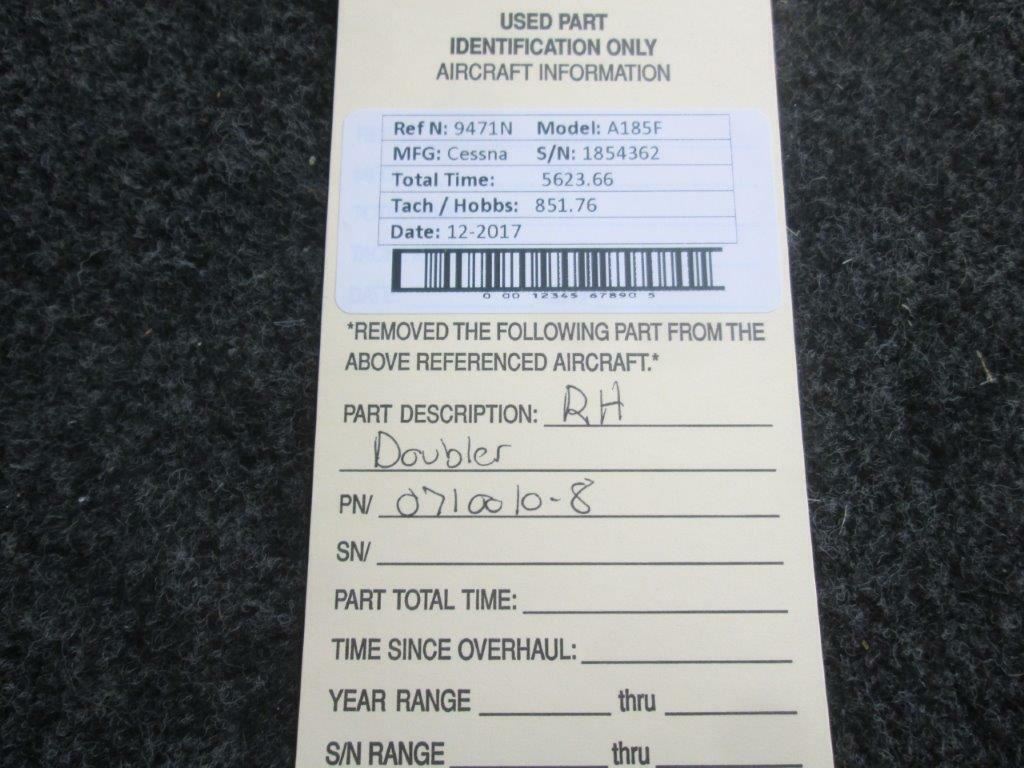 USED PART
IDENTIFICATION ONLY
AIRCRAFT INFORMATION
Ref N: 9471N Model: A185F
MFG: Cessna S/N: 1854362
Total Time: 5623.66
Tach / Hobbs: 851.76
Date: 12-2017
0 00 12345 67890 5
*REMOVED THE FOLLOWING PART FROM THE
ABOVE REFERENCED AIRCRAFT.*
PART DESCRIPTION: RH
Doubler
PN/ 0710010-8
SN/
PART TOTAL TIME:
TIME SINCE OVERHAUL:
YEAR RANGE thru
S/N RANGE thru